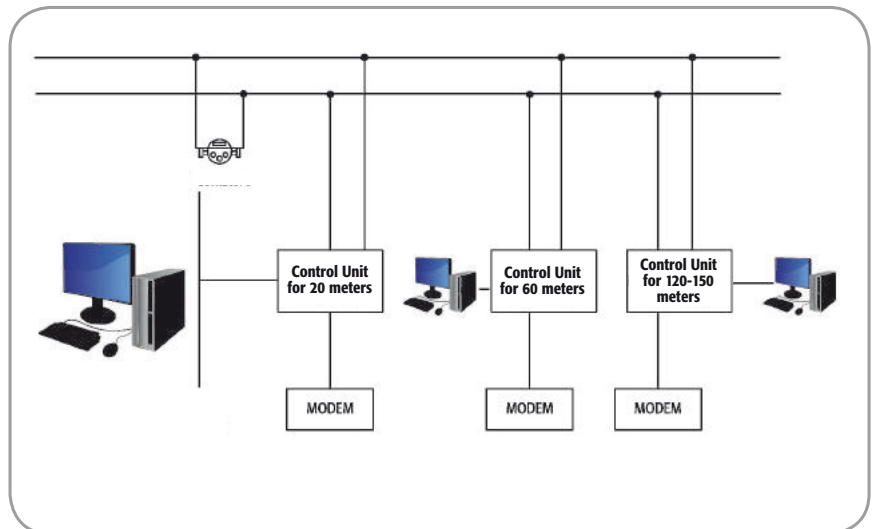 Control Unit
for 20 meters
Control Unit
for 60 meters
Control Unit
for 120-150
meters
MODEM
MODEM
MODEM